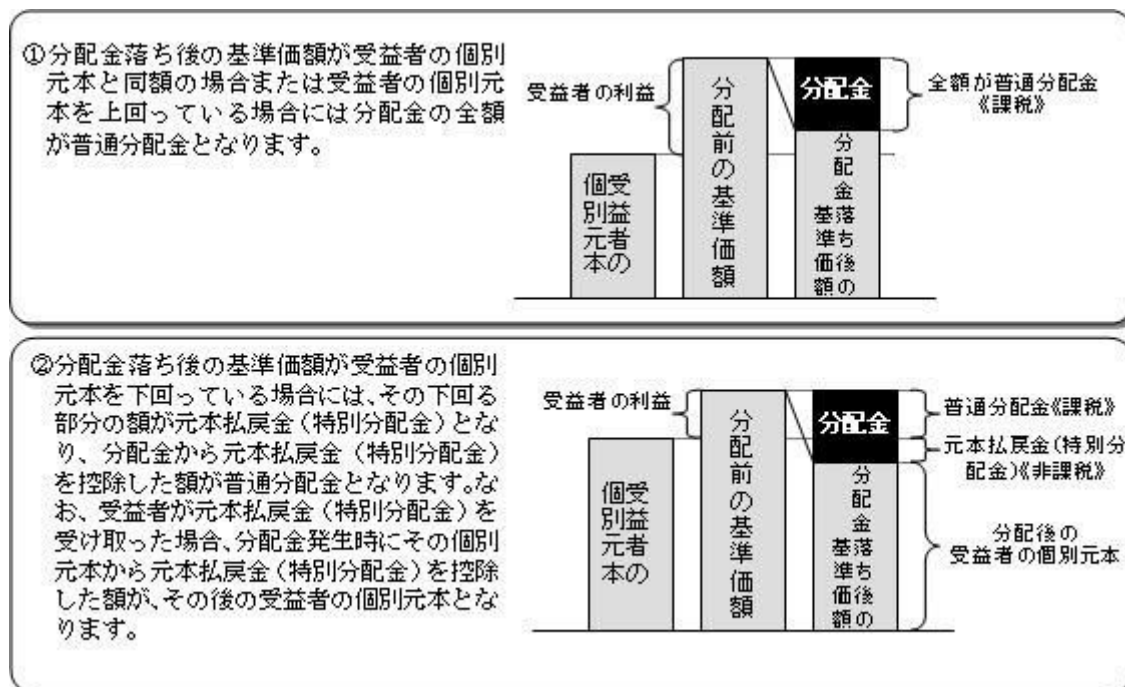 ①分配金落ち後の基準価額が受益者の個別
元本と同額の場合または受益者の個別元
本を上回っている場合には分配金の全額
が普通分配金となります。
受益者の利益
受益者の
個別元本
分配前の基準価額
分配金
分配金落ち後の
基準価額
全額が普通分配金
《課税》
②分配金落ち後の基準価額が受益者の個別
元本を下回っている場合には、その下回る
部分の額が元本払戻金（特別分配金）とな
り、分配金から元本払戻金（特別分配金）
を控除した額が普通分配金となります。な
お、受益者が元本払戻金（特別分配金）を
受け取った場合、分配金発生時にその個別
元本から元本払戻金（特別分配金）を控除
した額が、その後の受益者の個別元本とな
ります。
受益者の利益
受益者の
個別元本
分配前の基準価額
分配金
分配金落ち後の
基準価額
普通分配金《課税》
元本払戻金（特別分
配金）《非課税》
分配後の
受益者の個別元本